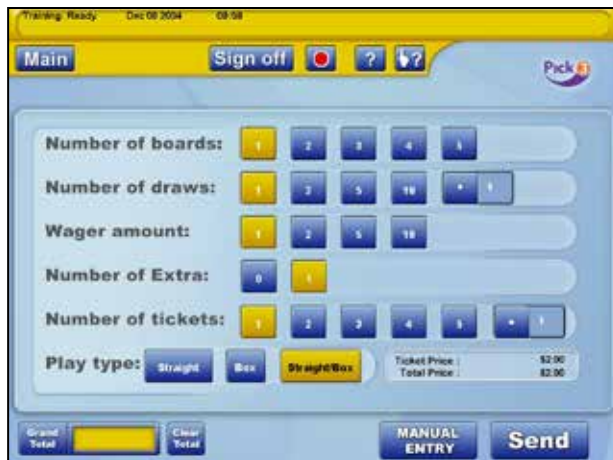 Training: Ready Dec 08 2004 09:58
Main Sign off ? ?
Pick 3
Number of boards: 1 2 3 4 5
Number of draws: 1 2 5 10 + 1
Wager amount: 1 2 5 10
Number of Extra: 0 1
Number of tickets: 1 2 3 4 5 + 1
Play type: Straight Box Straight/Box
Ticket Price : $2.00
Total Price : $2.00
Grand Total
Clear Total
MANUAL ENTRY
Send